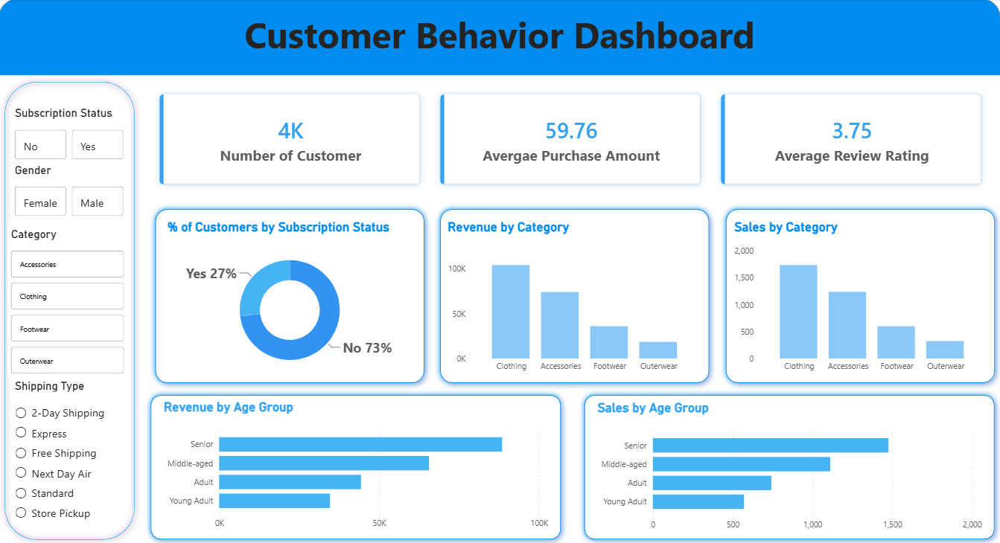 Customer Behavior Dashboard
Subscription Status
No Yes
Gender
Female Male
Category
Accessories
Clothing
Footwear
Outerwear
Shipping Type
2-Day Shipping
Express
Free Shipping
Next Day Air
Standard
Store Pickup
4K
Number of Customer
59.76
Avergae Purchase Amount
3.75
Average Review Rating
% of Customers by Subscription Status
Yes 27%
No 73%
Revenue by Category
100K
50K
0K
Clothing Accessories Footwear Outerwear
Sales by Category
2,000
1,500
1,000
500
0
Clothing Accessories Footwear Outerwear
Revenue by Age Group
Senior
Middle-aged
Adult
Young Adult
0K 50K 100K
Sales by Age Group
Senior
Middle-aged
Adult
Young Adult
0 500 1,000 1,500 2,000